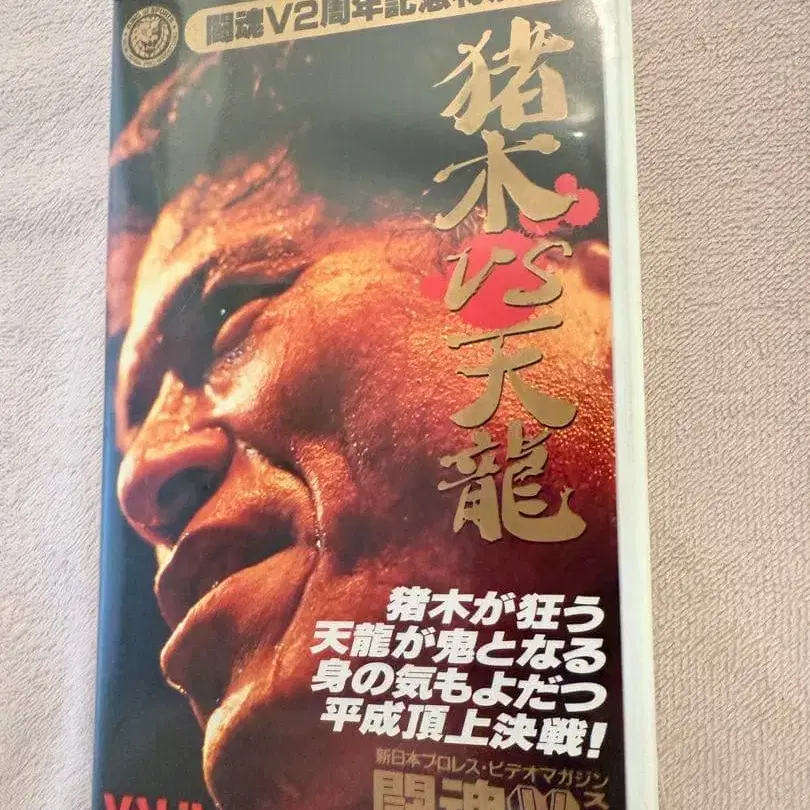 闘魂V2周年記念
猪木VS天龍
猪木が狂う
天龍が鬼となる
身の気もよだつ
平成頂上決戦!
新日本プロレス・ビデオマガジン
闘魂V
ス